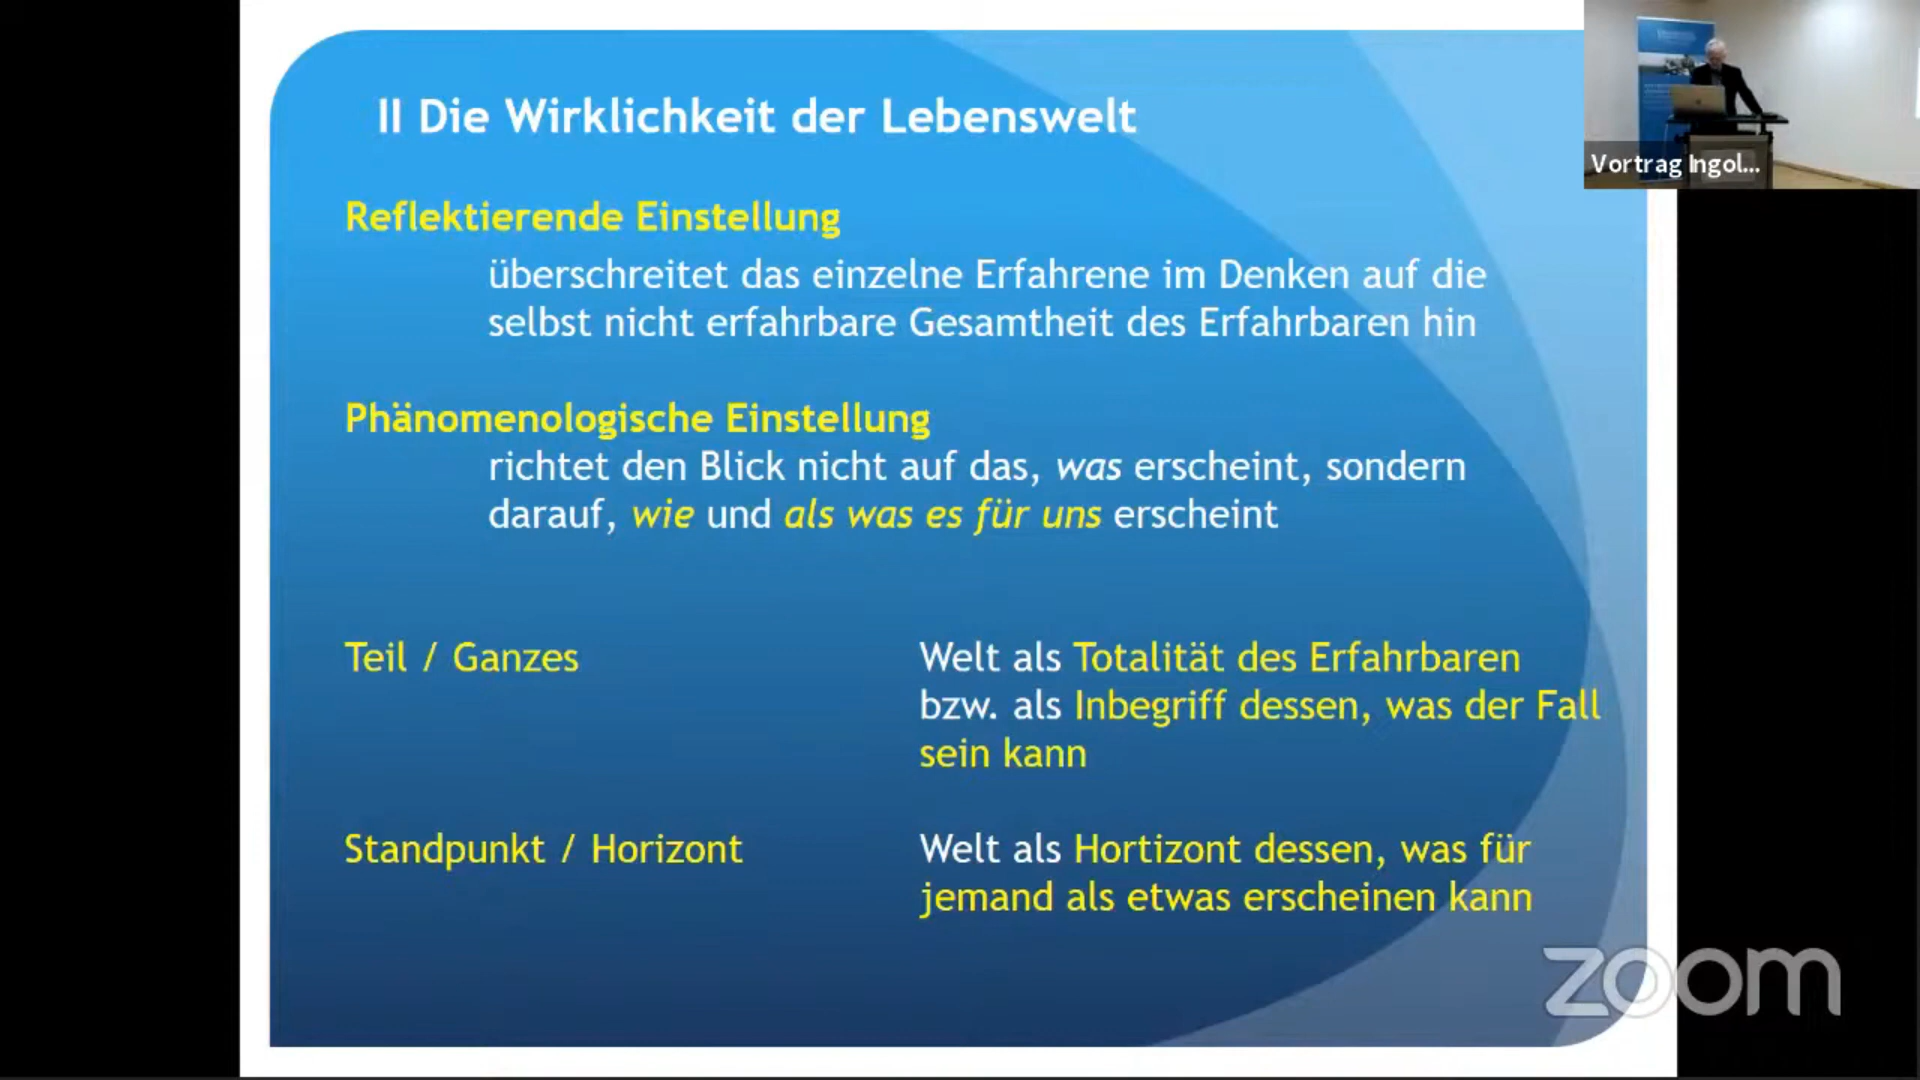 II Die Wirklichkeit der Lebenswelt
Vortrag Ingol...
Reflektierende Einstellung
überschreitet das einzelne Erfahrene im Denken auf die
selbst nicht erfahrbare Gesamtheit des Erfahrbaren hin
Phänomenologische Einstellung
richtet den Blick nicht auf das, was erscheint, sondern
darauf, wie und als was es für uns erscheint
Teil / Ganzes
Welt als Totalität des Erfahrbaren
bzw. als Inbegriff dessen, was der Fall
sein kann
Standpunkt / Horizont
Welt als Hortizont dessen, was für
jemand als etwas erscheinen kann
zoom